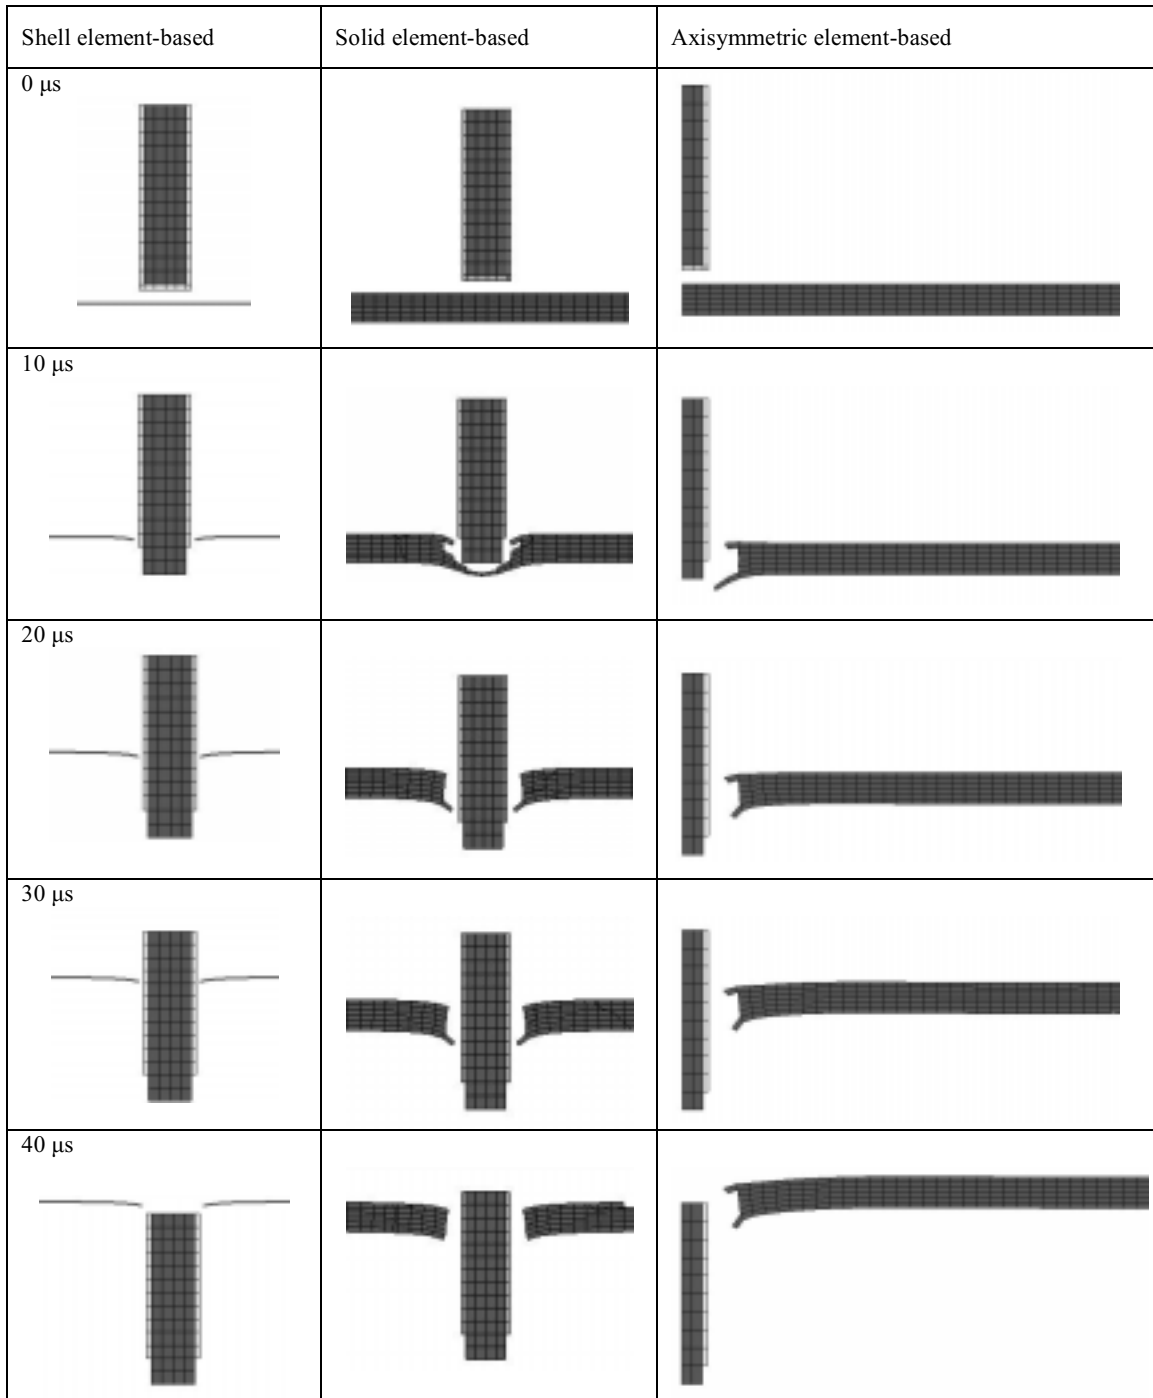 Shell element-based
Solid element-based
Axisymmetric element-based
0 μs
10 μs
20 μs
30 μs
40 μs